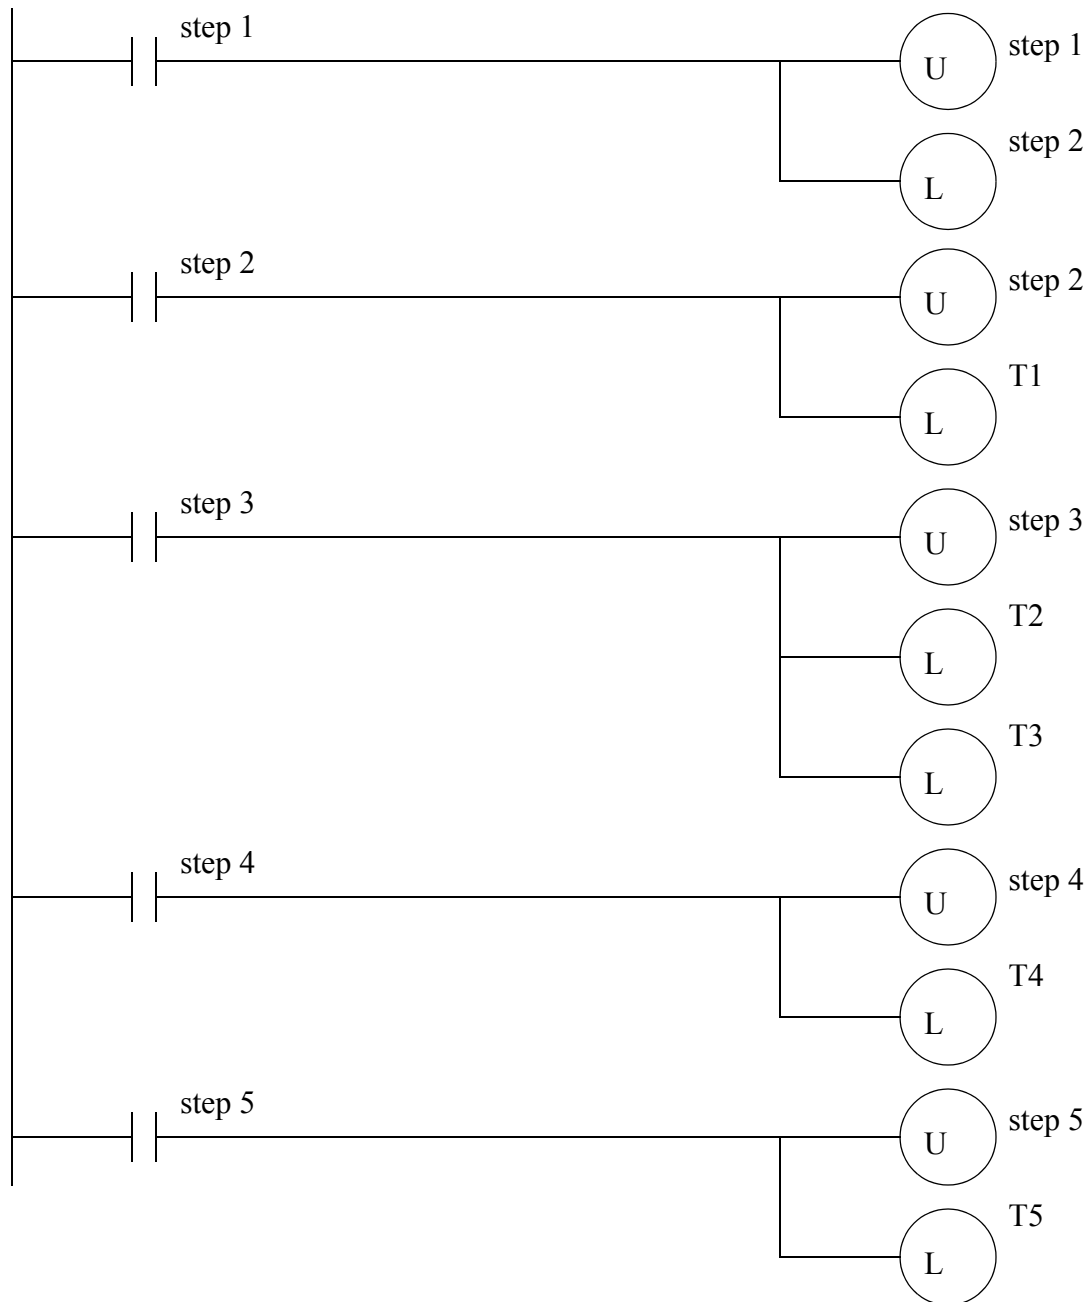 step 1
U step 1
L step 2
step 2
U step 2
L T1
step 3
U step 3
L T2
L T3
step 4
U step 4
L T4
step 5
U step 5
L T5